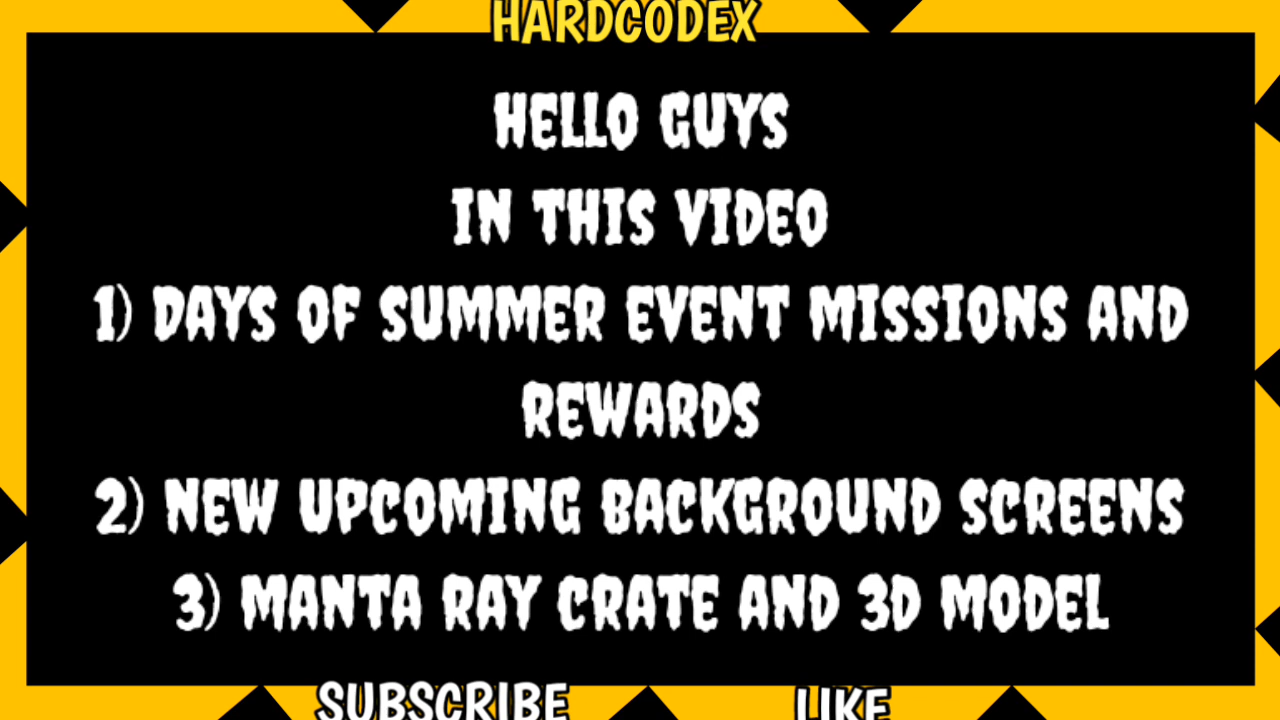 HARDCODEX
HELLO GUYS
IN THIS VIDEO
1) DAYS OF SUMMER EVENT MISSIONS AND
REWARDS
2) NEW UPCOMING BACKGROUND SCREENS
3) MANTA RAY CRATE AND 3D MODEL
SUBSCRIBE LIKE